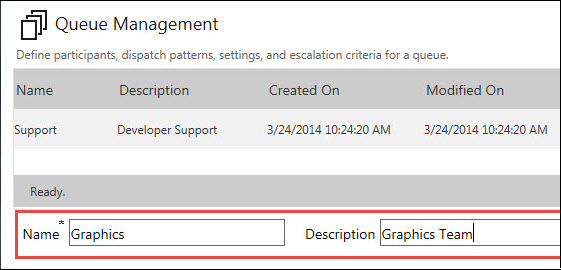 Queue Management
Define participants, dispatch patterns, settings, and escalation criteria for a queue.
Name Description Created On Modified On
Support Developer Support 3/24/2014 10:24:20 AM 3/24/2014 10:24:20 AM
Ready.
Name* Graphics Description Graphics Team